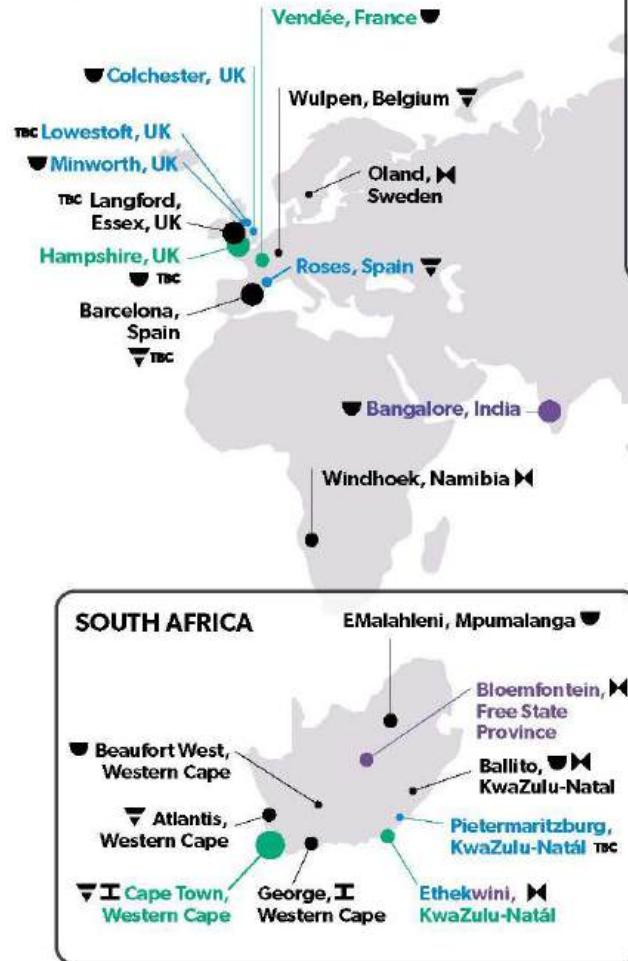 Vendée, France
Colchester, UK
Wulpen, Belgium
TBC Lowestoft, UK
Minworth, UK
Oland,
Sweden
TBC Langford,
Essex, UK
Hampshire, UK
TBC
Roses, Spain
Barcelona,
Spain
TBC
Bangalore, India
Windhoek, Namibia
SOUTH AFRICA
EMalahleni, Mpumalanga
Bloemfontein,
Free State
Province
Beaufort West,
Western Cape
Ballito,
KwaZulu-Natal
Atlantis,
Western Cape
Pietermaritzburg,
KwaZulu-Natál TBC
Cape Town,
Western Cape
George,
Western Cape
Ethekwini,
KwaZulu-Natál